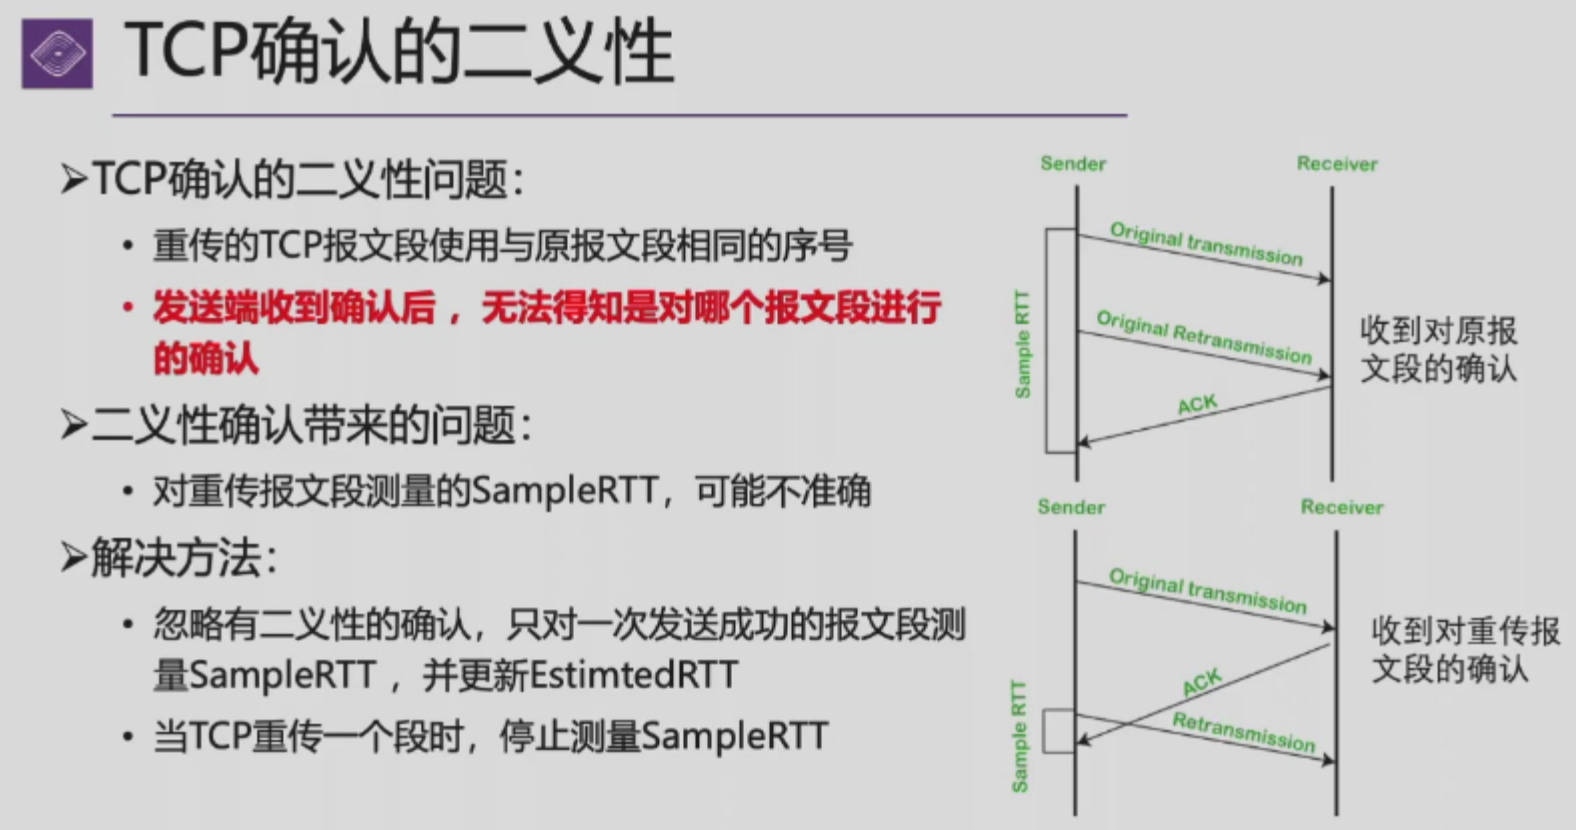 TCP确认的二义性
➢TCP确认的二义性问题：
• 重传的TCP报文段使用与原报文段相同的序号
• 发送端收到确认后，无法得知是对哪个报文段进行
的确认
➢二义性确认带来的问题：
• 对重传报文段测量的SampleRTT，可能不准确
➢解决方法：
• 忽略有二义性的确认，只对一次发送成功的报文段测
量SampleRTT，并更新EstimtedRTT
• 当TCP重传一个段时，停止测量SampleRTT
Sender
Receiver
Original transmission
Original Retransmission
Sample RTT
ACK
收到对原报
文段的确认
Sender
Receiver
Original transmission
ACK
Sample RTT
Retransmission
收到对重传报
文段的确认